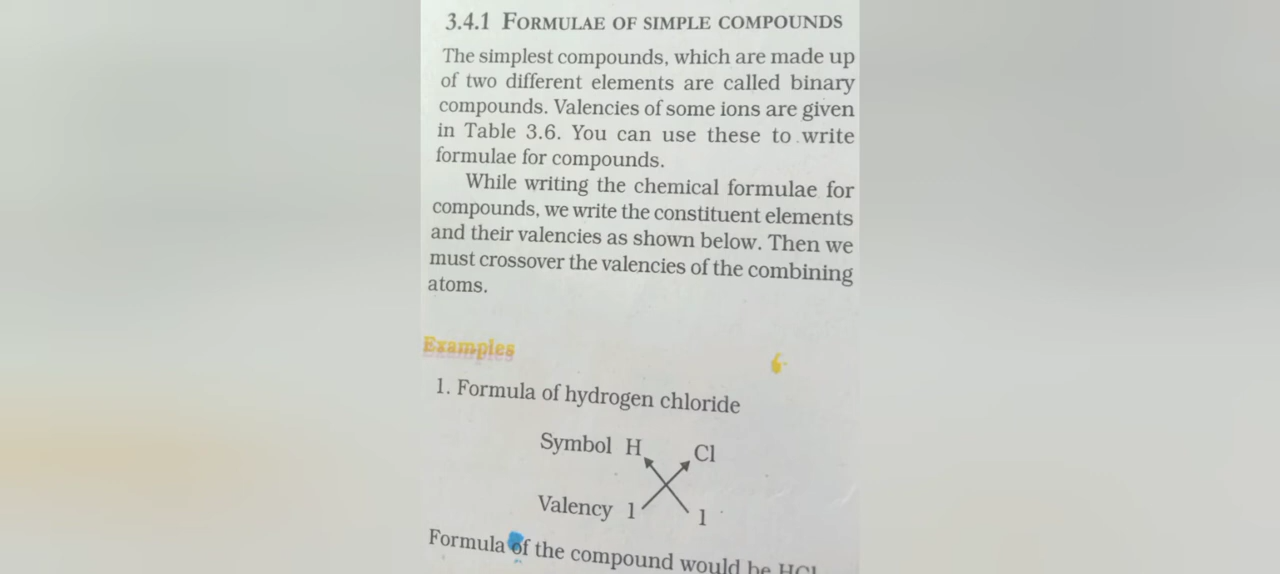 3.4.1 FORMULAE OF SIMPLE COMPOUNDS
The simplest compounds, which are made up
of two different elements are called binary
compounds. Valencies of some ions are given
in Table 3.6. You can use these to write
formulae for compounds.
While writing the chemical formulae for
compounds, we write the constituent elements
and their valencies as shown below. Then we
must crossover the valencies of the combining
atoms.
Examples
1. Formula of hydrogen chloride
Symbol H Cl
Valency 1 1
Formula of the compound would be HCl